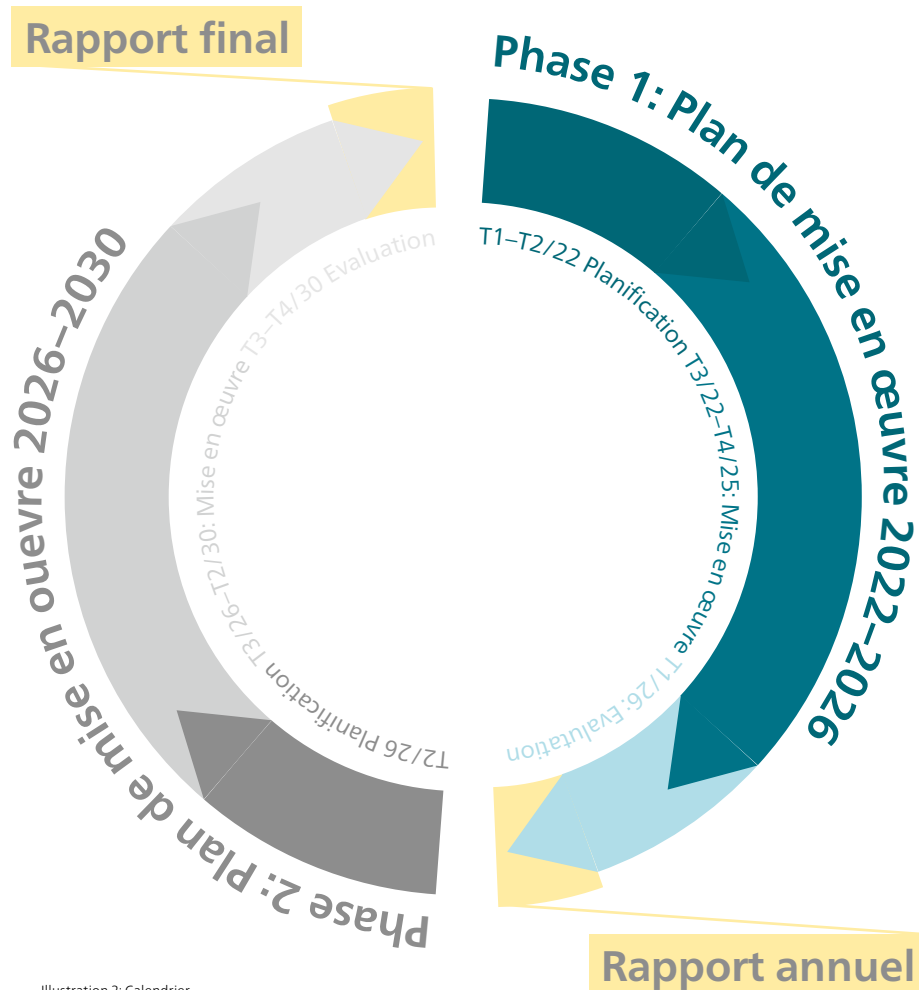 Rapport final
Phase 1: Plan de mise en œuvre 2022–2026
T1–T2/22 Planification T3/22–T4/25: Mise en œuvre T1/26: Evalutation
Rapport annuel
Phase 2: Plan de mise en ouevre 2026–2030
T2/26 Planification T3/26–T2/30: Mise en œuvre T3–T4/30 Evaluation